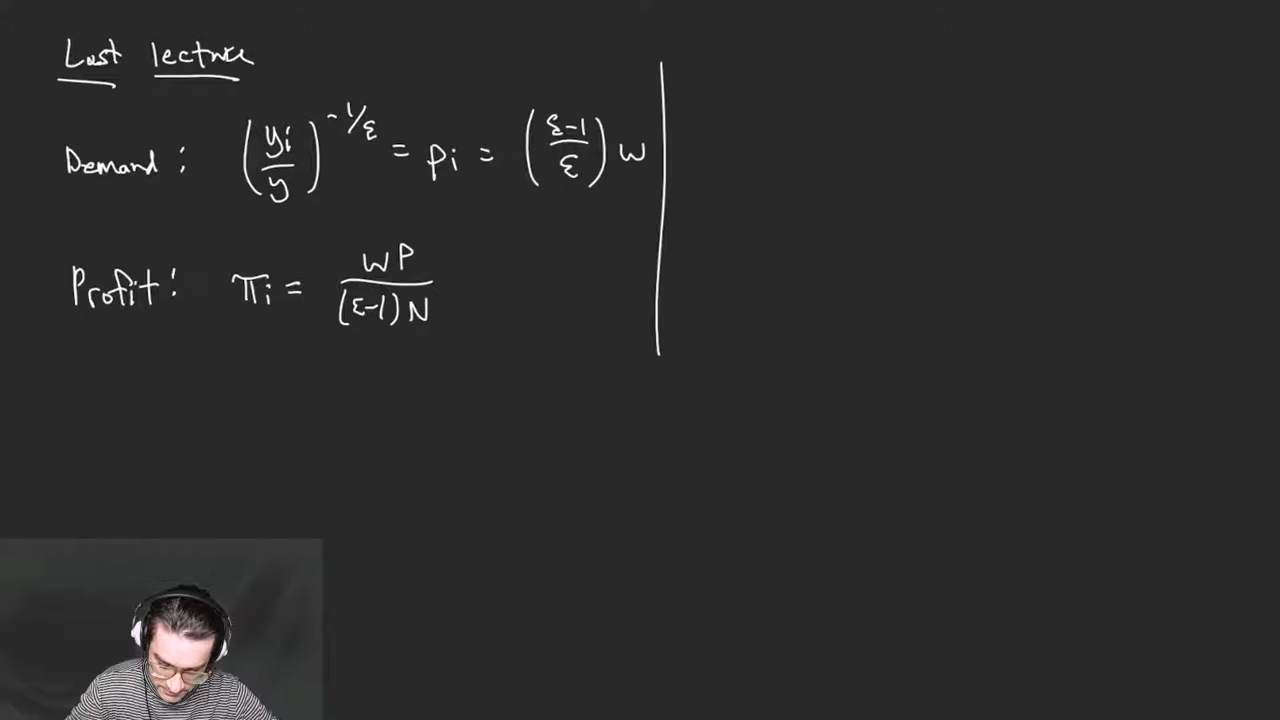 Last lecture
Demand: (yi/y)^-1/ε = pi = (ε-1/ε) w
Profit: πi = wP/(ε-1)N